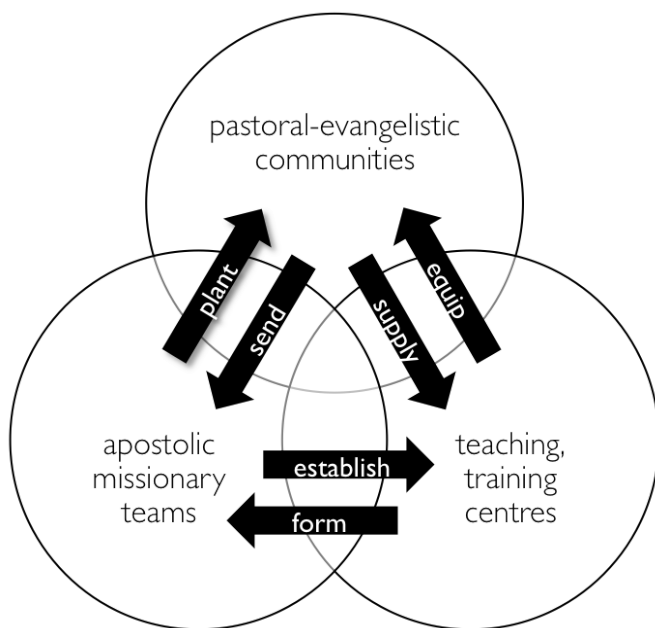 pastoral-evangelistic
communities
plant
send
supply
equip
apostolic
missionary
teams
establish
form
teaching,
training
centres